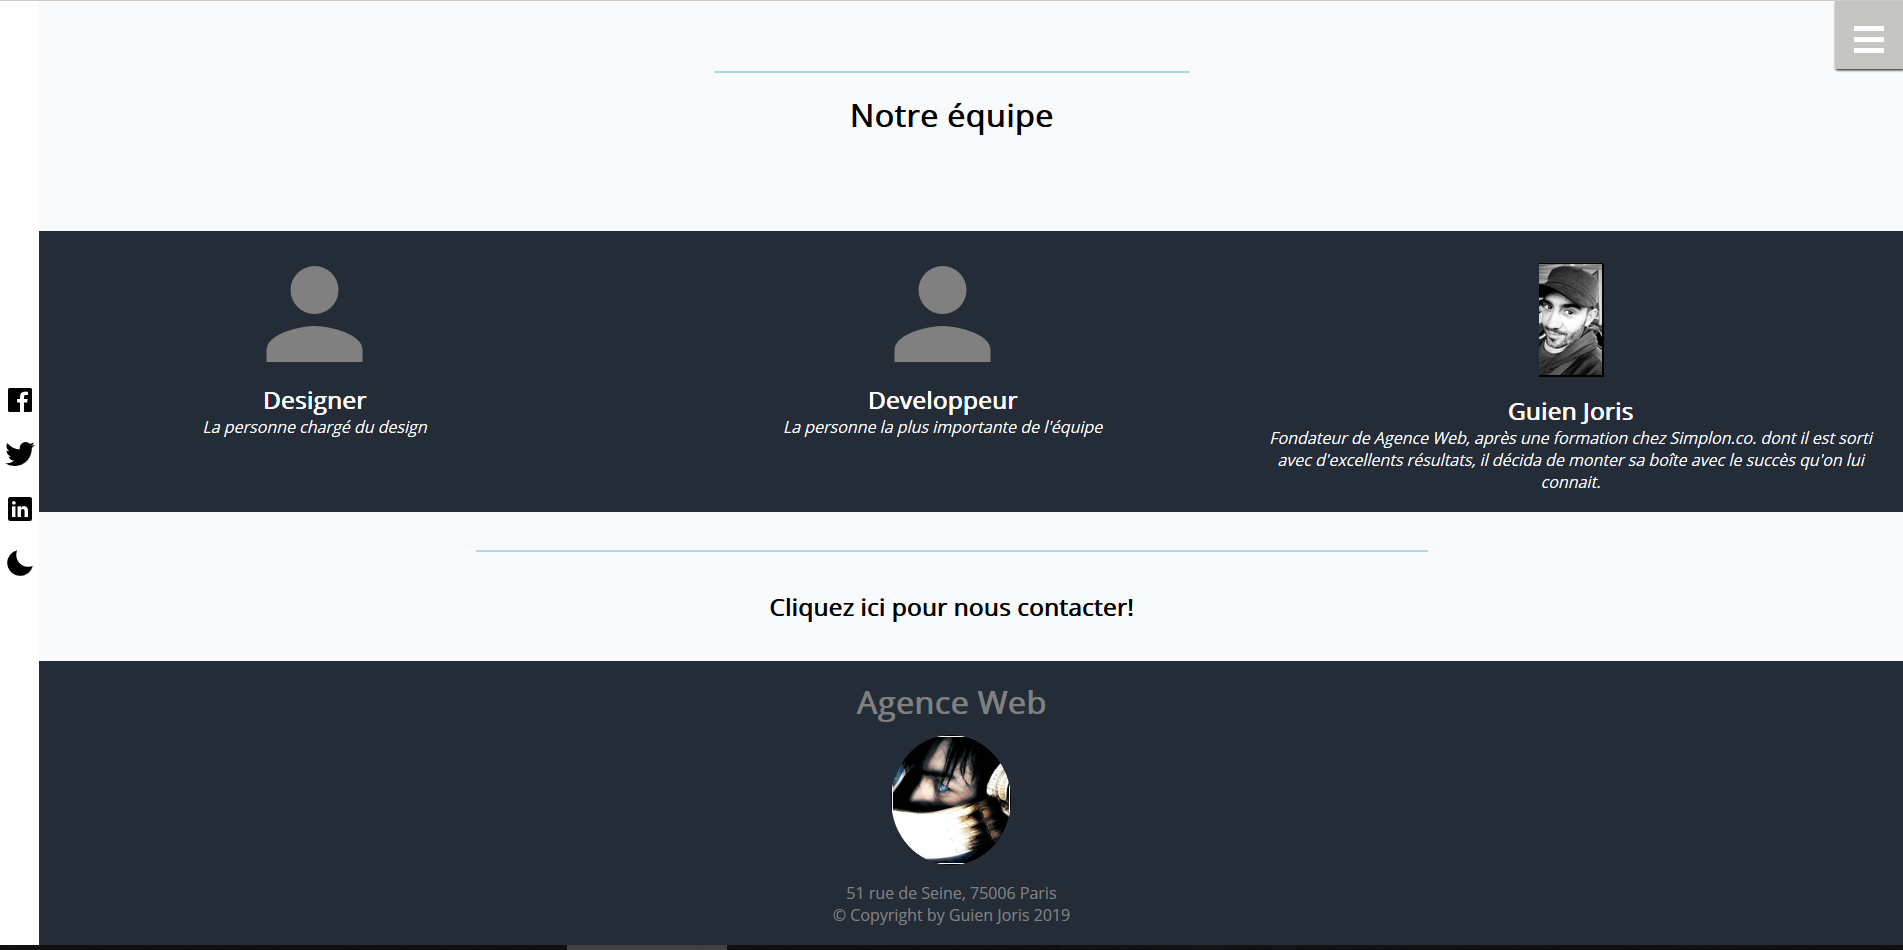 Notre équipe
Designer
La personne chargé du design
Developpeur
La personne la plus importante de l'équipe
Guien Joris
Fondateur de Agence Web, après une formation chez Simplon.co. dont il est sorti
avec d'excellents résultats, il décida de monter sa boîte avec le succès qu'on lui
connait.
Cliquez ici pour nous contacter!
Agence Web
51 rue de Seine, 75006 Paris
© Copyright by Guien Joris 2019